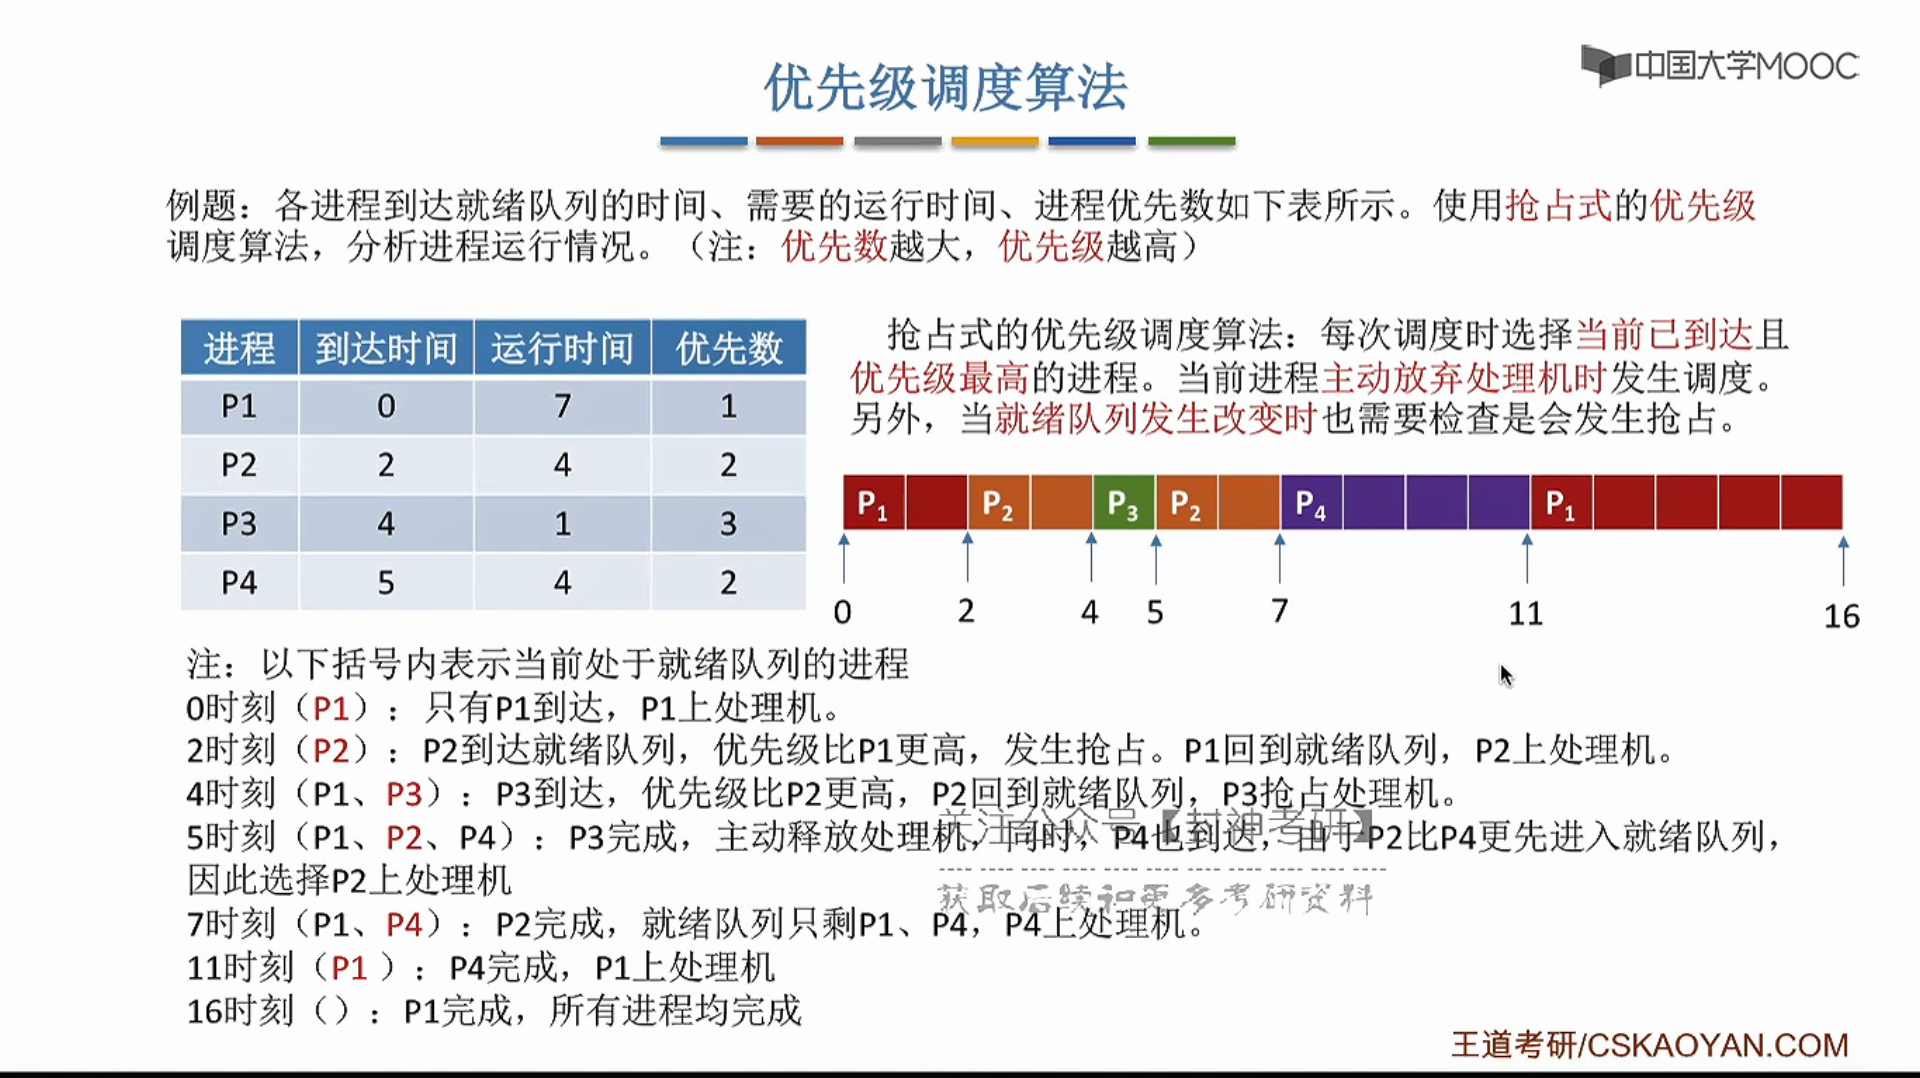 中国大学MOOC
优先级调度算法
例题：各进程到达就绪队列的时间、需要的运行时间、进程优先数如下表所示。使用抢占式的优先级
调度算法，分析进程运行情况。（注：优先数越大，优先级越高）
进程 到达时间 运行时间 优先数
P1 0 7 1
P2 2 4 2
P3 4 1 3
P4 5 4 2
抢占式的优先级调度算法：每次调度时选择当前已到达且
优先级最高的进程。当前进程主动放弃处理机时发生调度。
另外，当就绪队列发生改变时也需要检查是会发生抢占。
P1 P2 P3 P2 P4 P1
0 2 4 5 7 11 16
注：以下括号内表示当前处于就绪队列的进程
0时刻（P1）：只有P1到达，P1上处理机。
2时刻（P2）：P2到达就绪队列，优先级比P1更高，发生抢占。P1回到就绪队列，P2上处理机。
4时刻（P1、P3）：P3到达，优先级比P2更高，P2回到就绪队列，P3抢占处理机。
5时刻（P1、P2、P4）：P3完成，主动释放处理机，同时，P4也到达，由于P2比P4更先进入就绪队列，
因此选择P2上处理机
7时刻（P1、P4）：P2完成，就绪队列只剩P1、P4，P4上处理机。
11时刻（P1 ）：P4完成，P1上处理机
16时刻（）：P1完成，所有进程均完成
关注公众号【封神考研】
获取后续和更多考研资料
王道考研/CSKAOYAN.COM